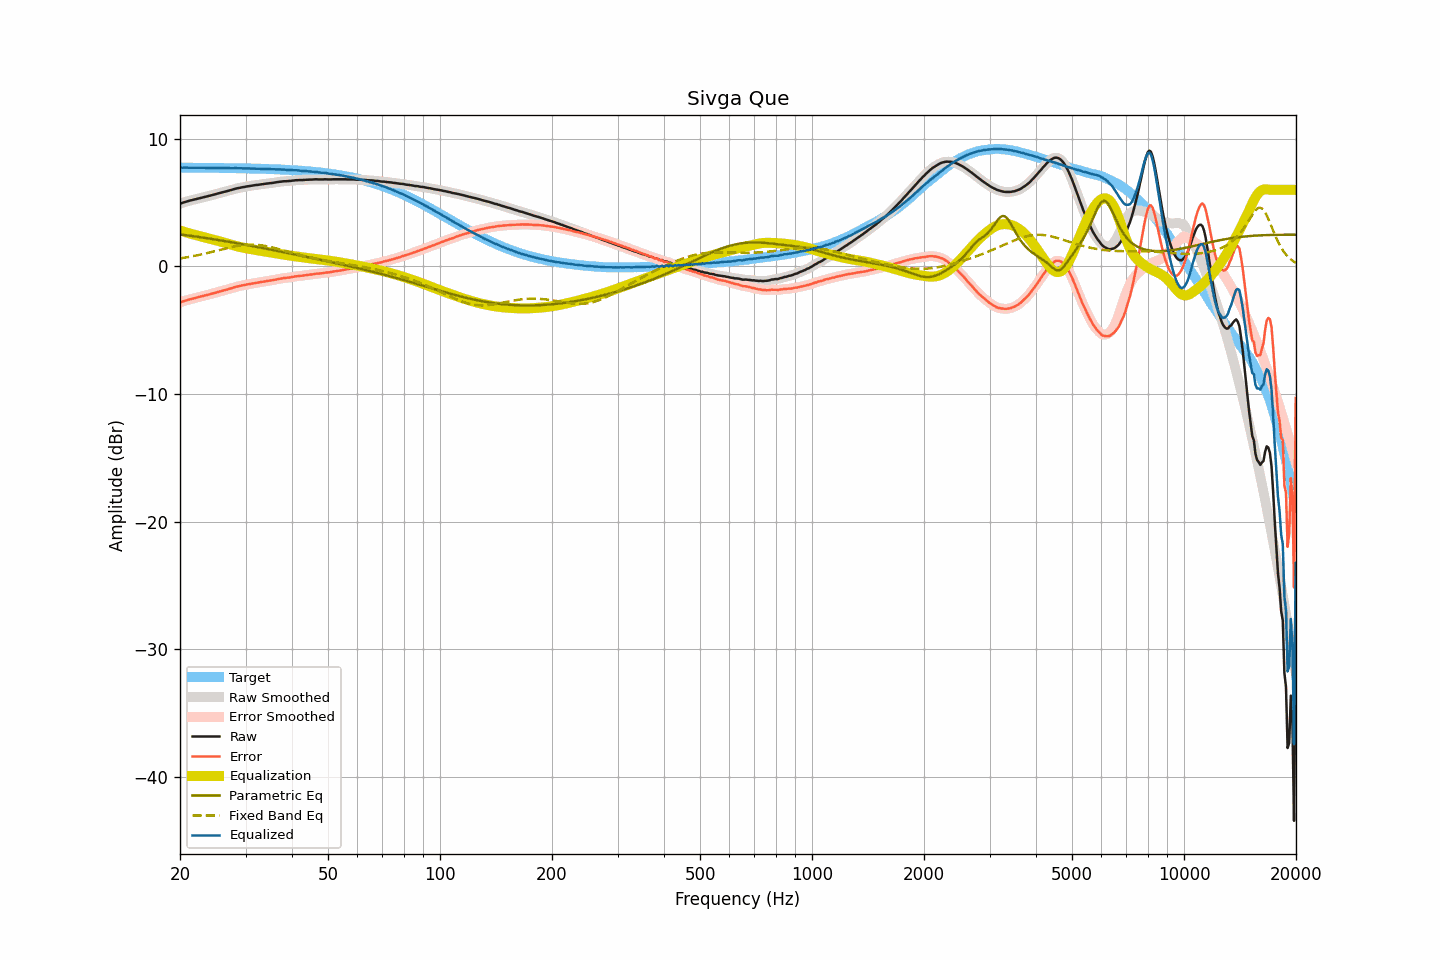 Sivga Que
10
0
−10
−20
−30
−40
Amplitude (dBr)
Target
Raw Smoothed
Error Smoothed
Raw
Error
Equalization
Parametric Eq
Fixed Band Eq
Equalized
20 50 100 200 500 1000 2000 5000 10000 20000
Frequency (Hz)